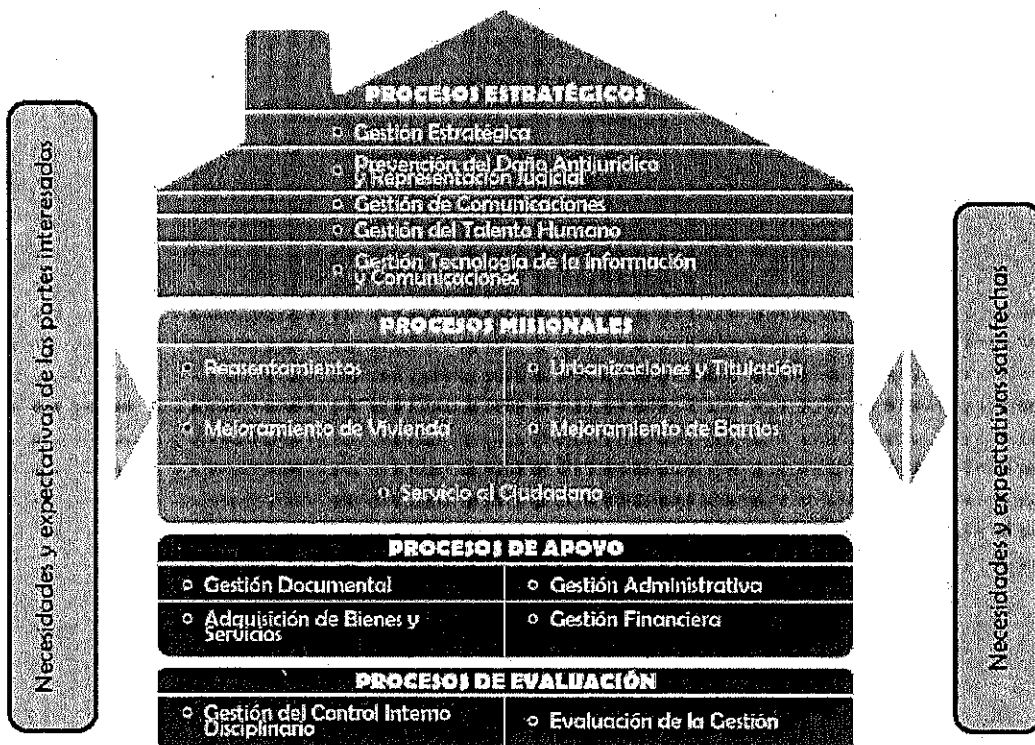 Necesidades y expectativas de las partes interesadas
PROCESOS ESTRATÉGICOS
Gestión Estratégica
Prevención del Daño Antijurídico
y Representación Judicial
Gestión de Comunicaciones
Gestión del Talento Humano
Gestión Tecnología de la Información
y Comunicaciones
PROCESOS MISIONALES
Reasentamientos
Urbanizaciones y Titulación
Mejoramiento de Vivienda
Mejoramiento de Barrios
Servicio al Ciudadano
PROCESOS DE APOYO
Gestión Documental
Gestión Administrativa
Adquisición de Bienes y
Servicios
Gestión Financiera
PROCESOS DE EVALUACIÓN
Gestión del Control Interno
Disciplinario
Evaluación de la Gestión
Necesidades y expectativas satisfechas